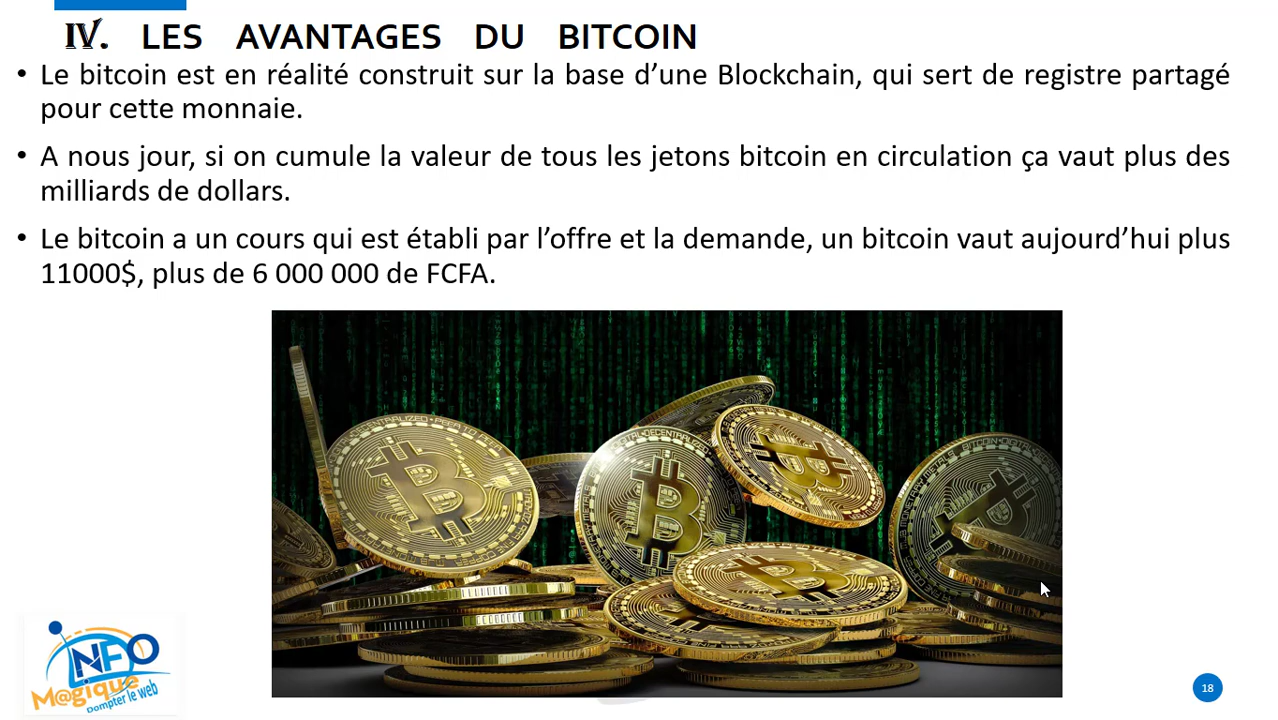 IV. LES AVANTAGES DU BITCOIN
• Le bitcoin est en réalité construit sur la base d’une Blockchain, qui sert de registre partagé
pour cette monnaie.
• A nous jour, si on cumule la valeur de tous les jetons bitcoin en circulation ça vaut plus des
milliards de dollars.
• Le bitcoin a un cours qui est établi par l’offre et la demande, un bitcoin vaut aujourd’hui plus
11000$, plus de 6 000 000 de FCFA.
INFO
M@gique
Dompter le web
18